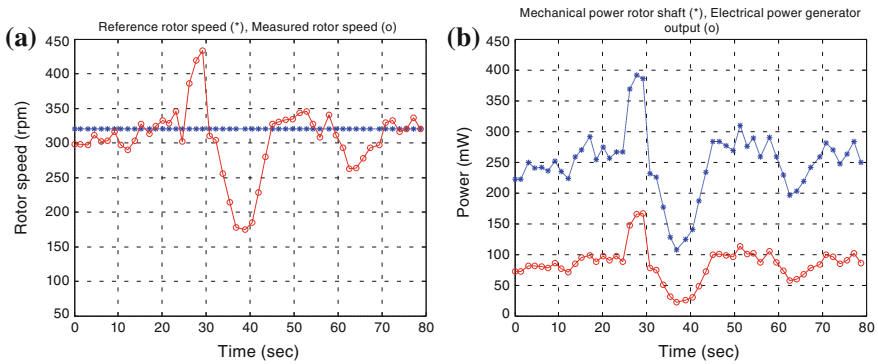 (a)
Reference rotor speed (*), Measured rotor speed (o)
450
400
350
300
250
200
150
100
50
Rotor speed (rpm)
0 10 20 30 40 50 60 70 80
Time (sec)
(b)
Mechanical power rotor shaft (*), Electrical power generator
output (o)
450
400
350
300
250
200
150
100
50
0
Power (mW)
0 10 20 30 40 50 60 70 80
Time (sec)